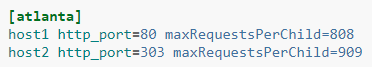 [atlanta]
host1 http_port=80 maxRequestsPerChild=808
host2 http_port=303 maxRequestsPerChild=909